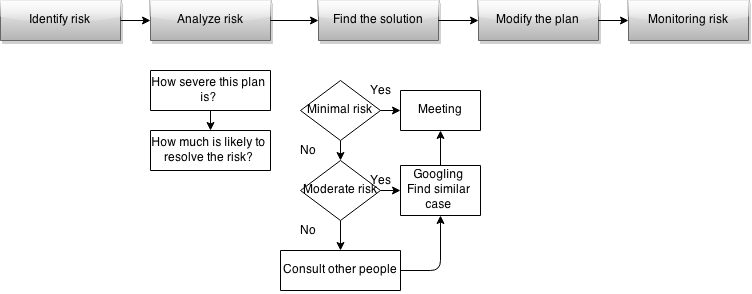 Identify risk
Analyze risk
Find the solution
Modify the plan
Monitoring risk
How severe this plan
is?
How much is likely to
resolve the risk?
Minimal risk
Yes
Meeting
No
Moderate risk
Yes
Googling
Find similar
case
No
Consult other people